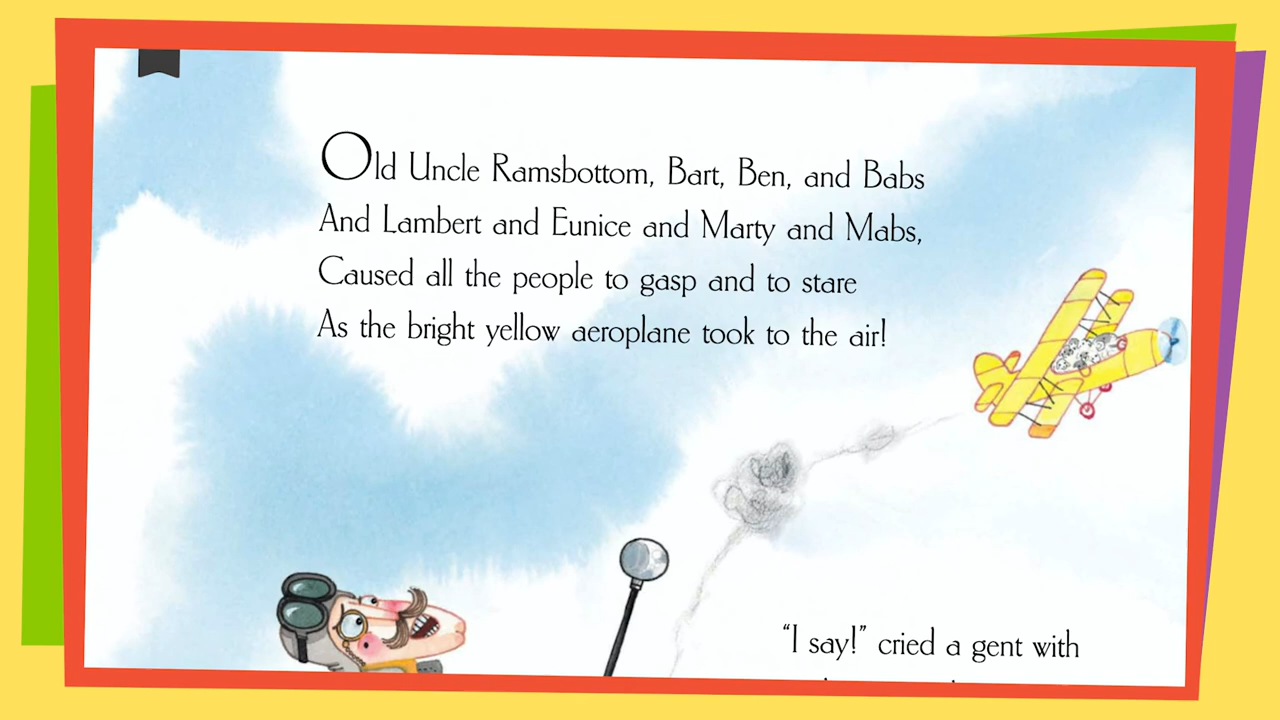 Old Uncle Ramsbottom, Bart, Ben, and Babs
And Lambert and Eunice and Marty and Mabs,
Caused all the people to gasp and to stare
As the bright yellow aeroplane took to the air!
“I say!” cried a gent with